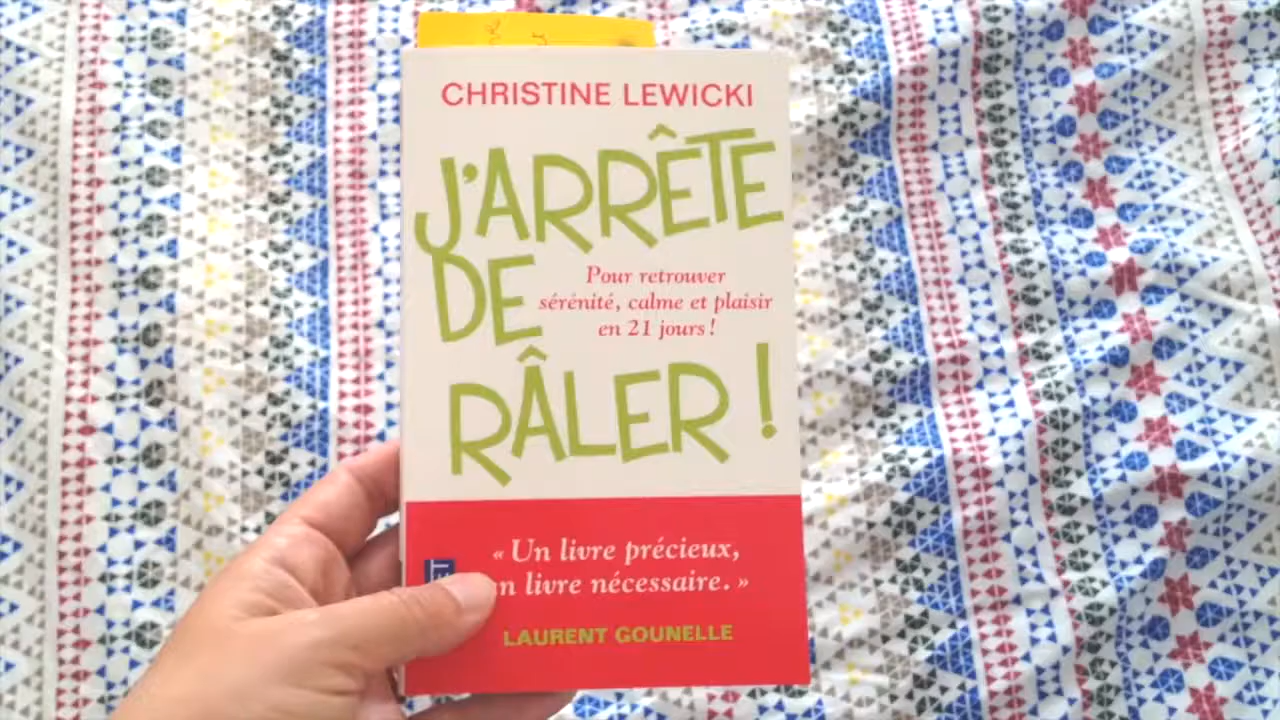 CHRISTINE LEWICKI
J'ARRÊTE
DE
Pour retrouver
sérénité, calme et plaisir
en 21 jours !
RÂLER !
« Un livre précieux,
livre nécessaire. »
LAURENT GOUNELLE